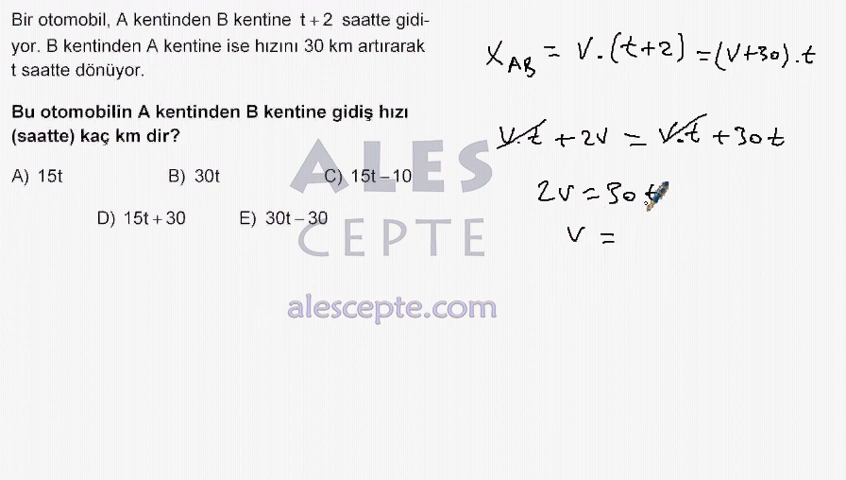 Bir otomobil, A kentinden B kentine t + 2 saatte gidi-
yor. B kentinden A kentine ise hızını 30 km artırarak
t saatte dönüyor.
Bu otomobilin A kentinden B kentine gidiş hızı
(saatte) kaç km dir?
A) 15t B) 30t C) 15t – 10
D) 15t + 30 E) 30t – 30
X_AB = V.(t+2) = (V+30).t
V.t + 2V = V.t + 30t
2V = 30t
V =
ALES
CEPTE
alescepte.com